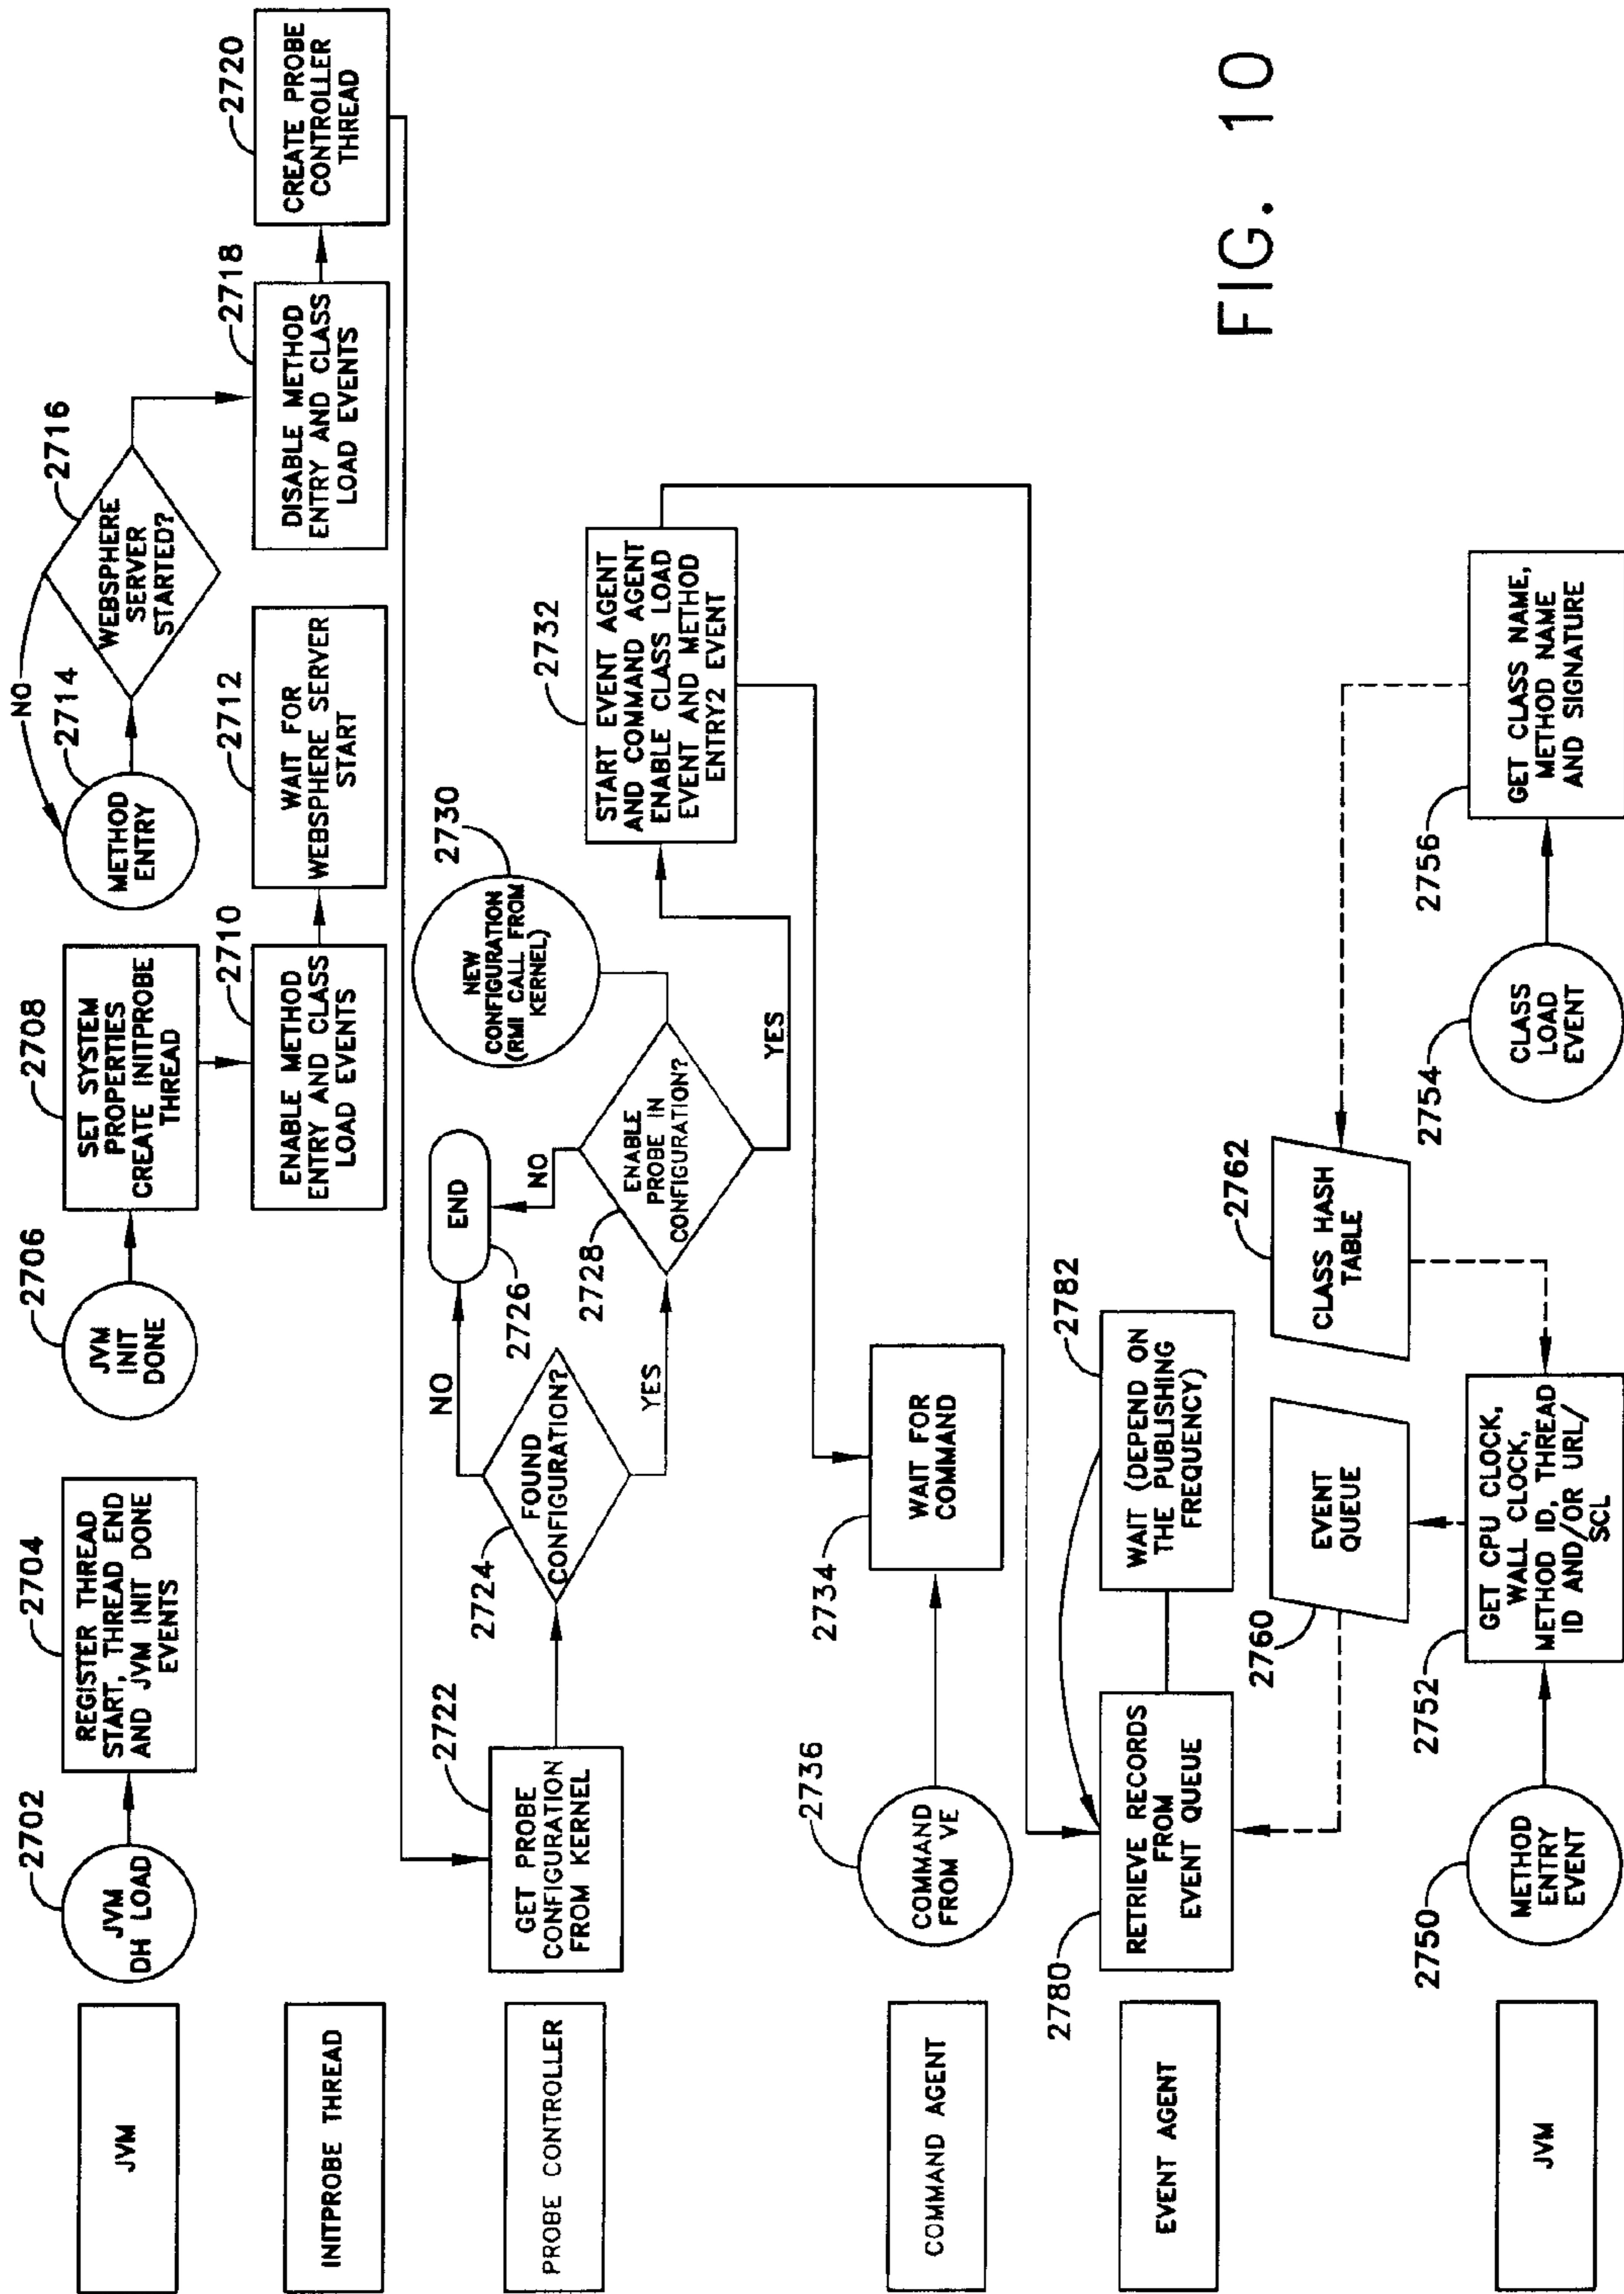 JVM
2702
JVM
DH LOAD
2704
REGISTER THREAD
START, THREAD END
AND JVM INIT DONE
EVENTS
2706
JVM
INIT
DONE
2708
SET SYSTEM
PROPERTIES
CREATE INITPROBE
THREAD
NO
2714
METHOD
ENTRY
2716
WEBSPHERE
SERVER
STARTED?
INITPROBE THREAD
2710
ENABLE METHOD
ENTRY AND CLASS
LOAD EVENTS
2712
WAIT FOR
WEBSPHERE SERVER
START
2718
DISABLE METHOD
ENTRY AND CLASS
LOAD EVENTS
2720
CREATE PROBE
CONTROLLER
THREAD
PROBE CONTROLLER
2722
GET PROBE
CONFIGURATION
FROM KERNEL
2724
FOUND
CONFIGURATION?
NO
YES
END
2726
2728
NO
ENABLE
PROBE IN
CONFIGURATION?
YES
2730
NEW
CONFIGURATION
(RMI CALL FROM
KERNEL)
2732
START EVENT AGENT
AND COMMAND AGENT
ENABLE CLASS LOAD
EVENT AND METHOD
ENTRY2 EVENT
COMMAND AGENT
2736
COMMAND
FROM VE
2734
WAIT FOR
COMMAND
EVENT AGENT
2780
RETRIEVE RECORDS
FROM
EVENT QUEUE
2782
WAIT (DEPEND ON
THE PUBLISHING
FREQUENCY)
2760
EVENT
QUEUE
2762
CLASS HASH
TABLE
JVM
2750
METHOD
ENTRY
EVENT
2752
GET CPU CLOCK,
WALL CLOCK,
METHOD ID, THREAD
ID AND/OR URL/
SCL
2754
CLASS
LOAD
EVENT
2756
GET CLASS NAME,
METHOD NAME
AND SIGNATURE
FIG. 10